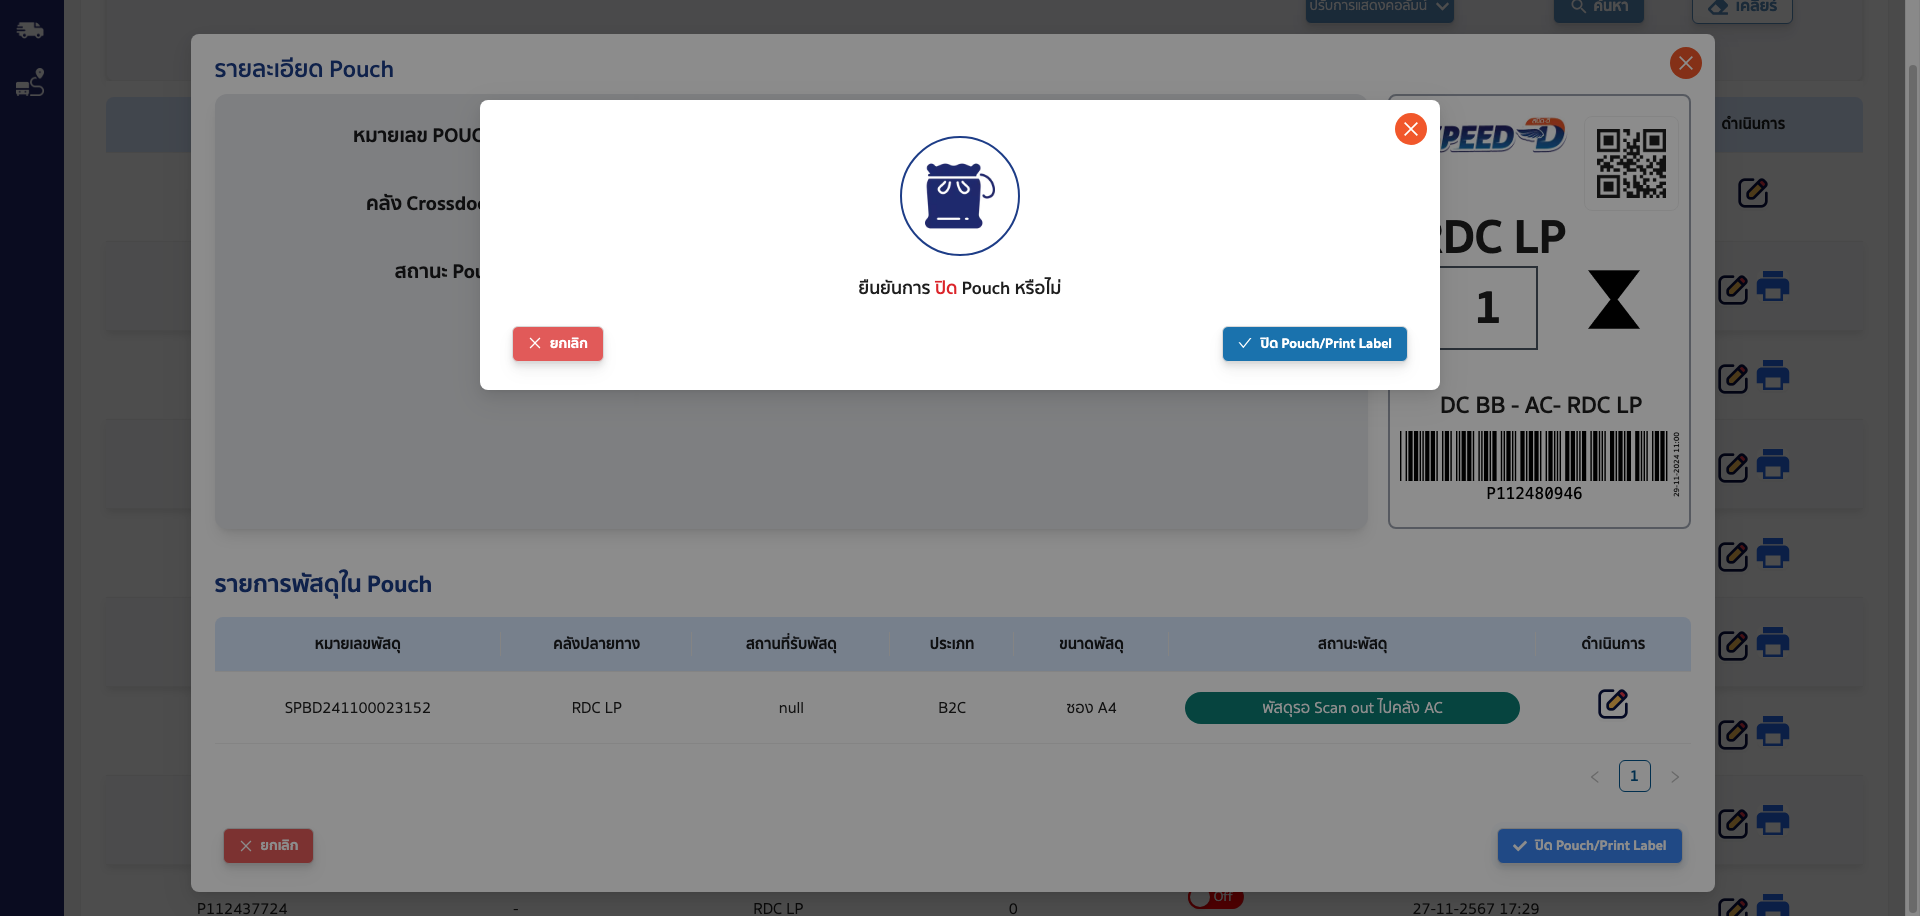 ปรับการแสดงคอลัมน์
ค้นหา
เคลียร์
รายละเอียด Pouch
หมายเลข POUC
คลัง Crossdo
สถานะ Pou
ยืนยันการ ปิด Pouch หรือไม่
ยกเลิก
ปิด Pouch/Print Label
PEED D
RDC LP
1
DC BB - AC- RDC LP
29-11-2024 11:00
P112480946
ดำเนินการ
รายการพัสดุใน Pouch
หมายเลขพัสดุ คลังปลายทาง สถานที่รับพัสดุ ประเภท ขนาดพัสดุ สถานะพัสดุ ดำเนินการ
SPBD241100023152 RDC LP null B2C ซอง A4 พัสดุรอ Scan out ไปคลัง AC
1
ยกเลิก
ปิด Pouch/Print Label
P112437724 - RDC LP 0 Off 27-11-2567 17:29